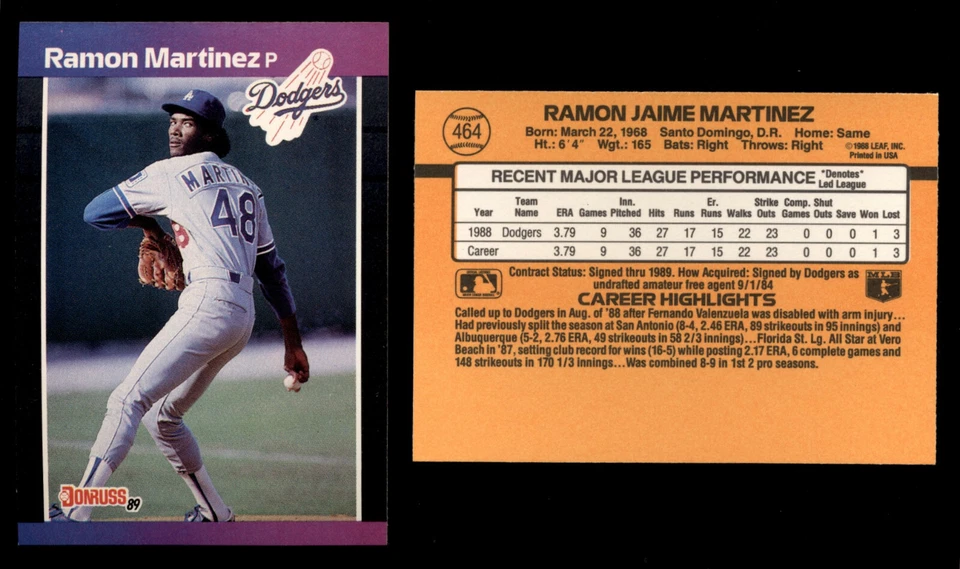 Ramon Martinez P
Dodgers
MARTIN
48
DONRUSS 89
464
RAMON JAIME MARTINEZ
Born: March 22, 1968 Santo Domingo, D.R. Home: Same
Ht.: 6'4" Wgt.: 165 Bats: Right Throws: Right
©1988 LEAF, INC.
Printed in USA
RECENT MAJOR LEAGUE PERFORMANCE *Denotes* Led League
Year Team Name ERA Games Inn. Pitched Hits Runs Er. Runs Walks Strike Outs Comp. Games Shut Outs Save Won Lost
1988 Dodgers 3.79 9 36 27 17 15 22 23 0 0 0 1 3
Career 3.79 9 36 27 17 15 22 23 0 0 0 1 3
Contract Status: Signed thru 1989. How Acquired: Signed by Dodgers as
undrafted amateur free agent 9/1/84
MLB
CAREER HIGHLIGHTS
Called up to Dodgers in Aug. of '88 after Fernando Valenzuela was disabled with arm injury...
Had previously split the season at San Antonio (8-4, 2.46 ERA, 89 strikeouts in 95 innings) and
Albuquerque (5-2, 2.76 ERA, 49 strikeouts in 58 2/3 innings)...Florida St. Lg. All Star at Vero
Beach in '87, setting club record for wins (16-5) while posting 2.17 ERA, 6 complete games and
148 strikeouts in 170 1/3 innings...Was combined 8-9 in 1st 2 pro seasons.